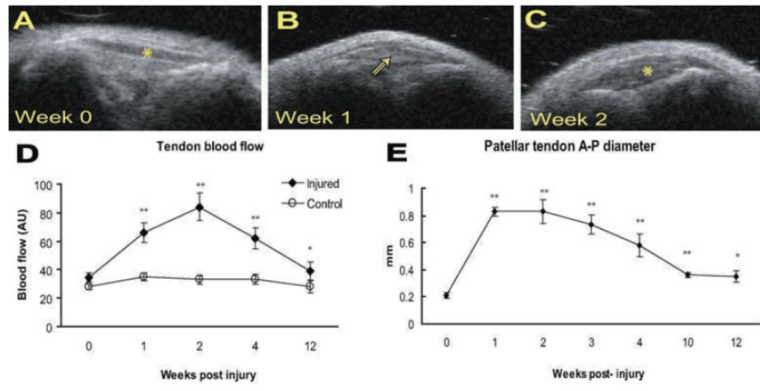 A
Week 0
B
Week 1
C
Week 2
D
Tendon blood flow
Blood flow (AU)
100
80
60
40
20
0
**
**
**
*
Injured
Control
0 1 2 4 12
Weeks post injury
E
Patellar tendon A-P diameter
mm
1
0.8
0.6
0.4
0.2
0
**
**
**
**
**
*
0 1 2 3 4 10 12
Weeks post- injury